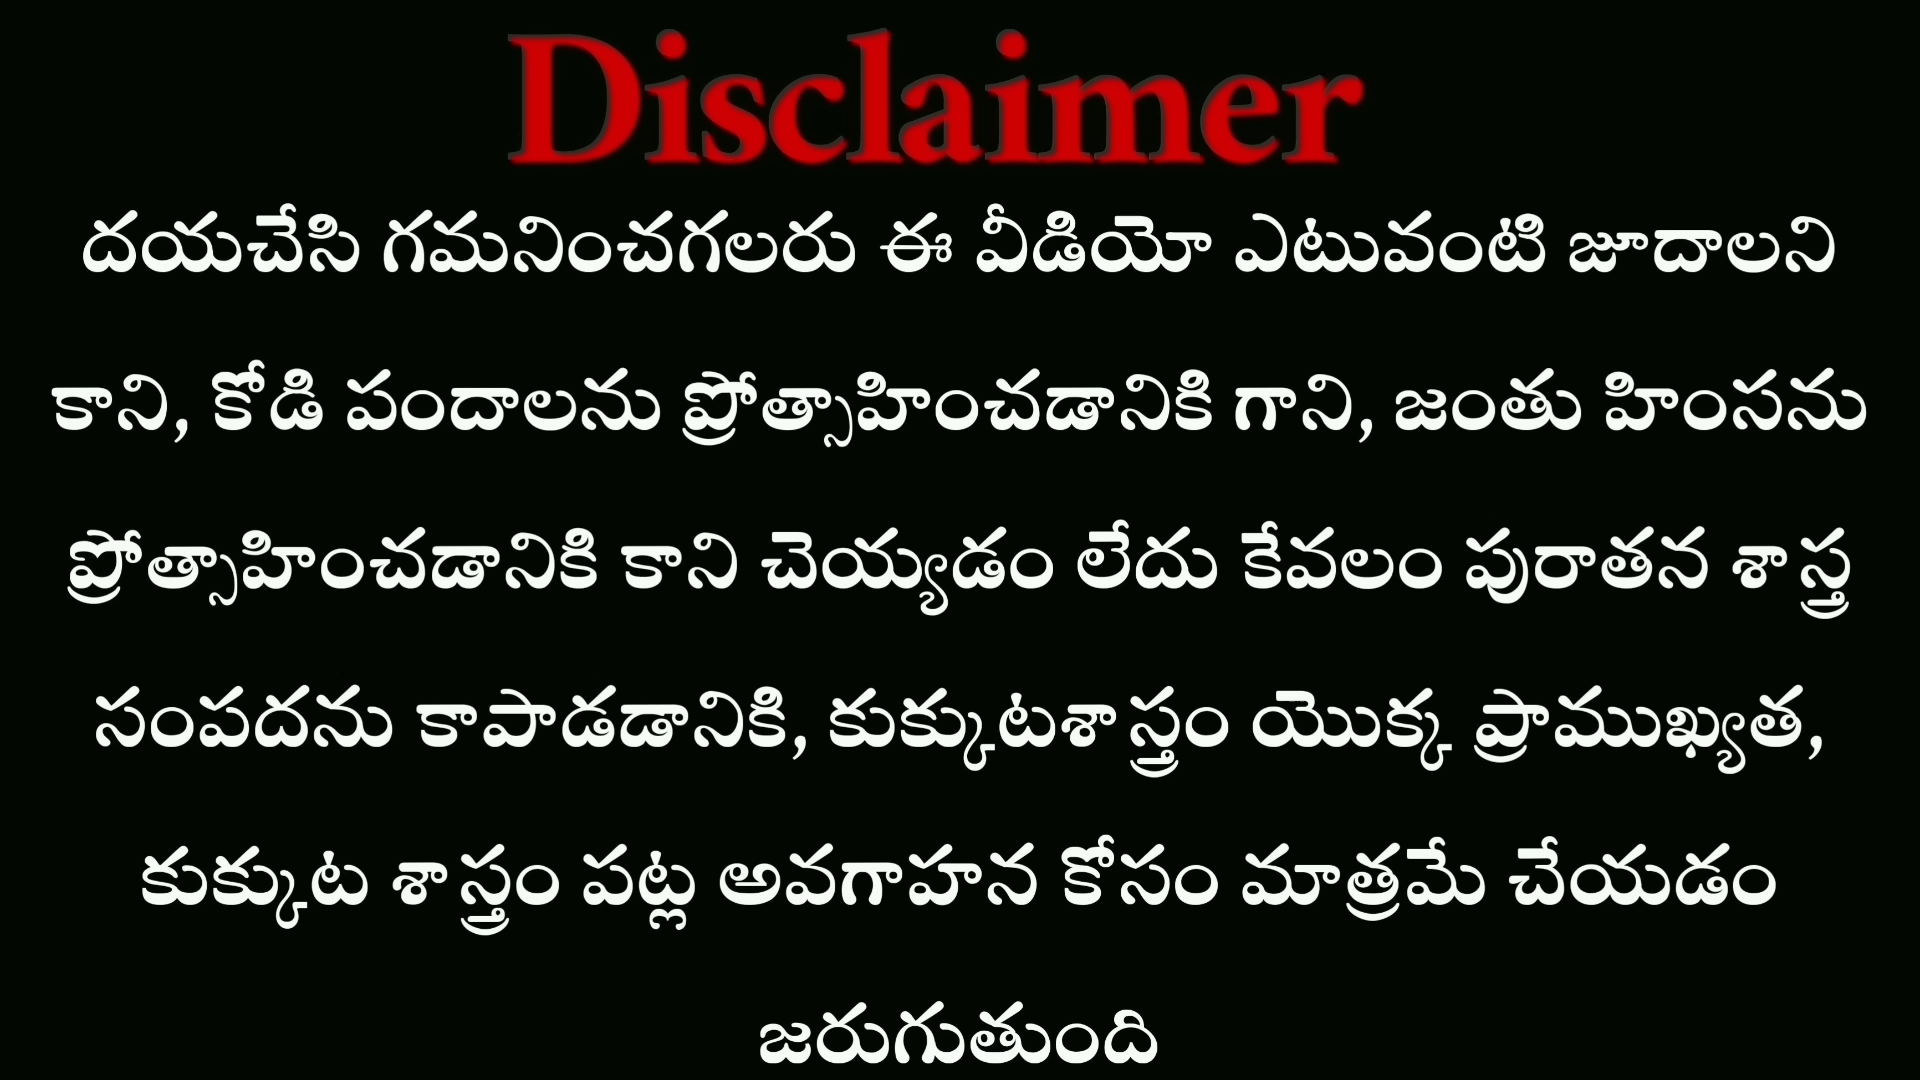 Disclaimer
దయచేసి గమనించగలరు ఈ వీడియో ఎటువంటి జూదాలని
కాని, కోడి పందాలను ప్రోత్సాహించడానికి గాని, జంతు హింసను
ప్రోత్సాహించడానికి కాని చెయ్యడం లేదు కేవలం పురాతన శాస్త్ర
సంపదను కాపాడడానికి, కుక్కుటశాస్త్రం యొక్క ప్రాముఖ్యత,
కుక్కుట శాస్త్రం పట్ల అవగాహన కోసం మాత్రమే చేయడం
జరుగుతుంది